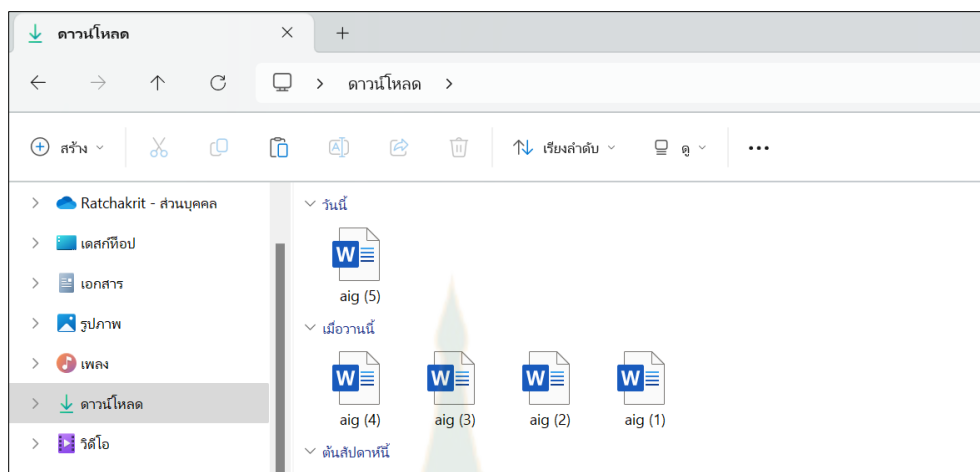 ดาวน์โหลด
ดาวน์โหลด
สร้าง เรียงลำดับ ดู
Ratchakrit - ส่วนบุคคล
เดสก์ท็อป
เอกสาร
รูปภาพ
เพลง
ดาวน์โหลด
วิดีโอ
วันนี้
aig (5)
เมื่อวานนี้
aig (4) aig (3) aig (2) aig (1)
ต้นสัปดาห์นี้